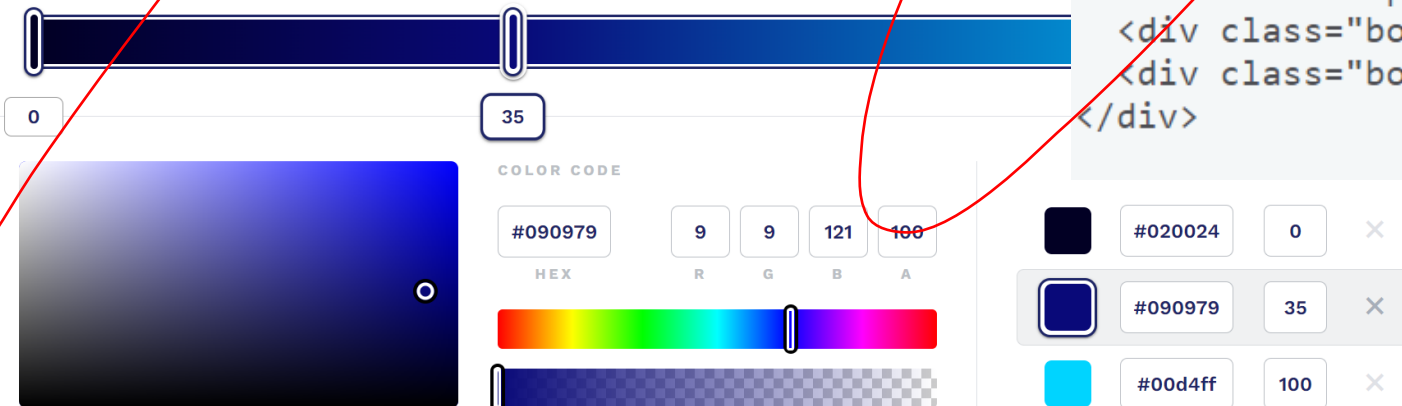 <div class="bo
<div class="bo
</div>
0
35
COLOR CODE
#090979
9
9
121
100
HEX
R
G
B
A
#020024
0
×
#090979
35
×
#00d4ff
100
×